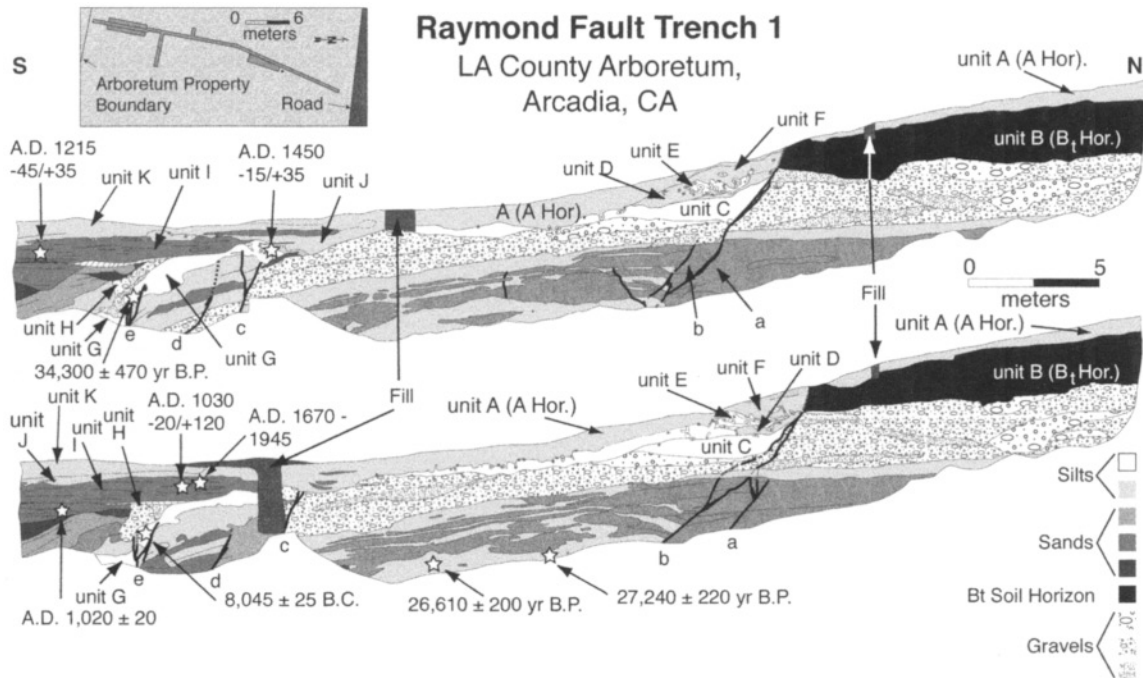 Raymond Fault Trench 1
LA County Arboretum,
Arcadia, CA
0 6
meters
N
Arboretum Property
Boundary
Road
S
N
unit A (A Hor).
unit B (Bt Hor.)
unit F
unit E
unit D
unit C
A (A Hor).
A.D. 1215
-45/+35
unit K
unit I
A.D. 1450
-15/+35
unit J
unit H
unit G
e
d
c
unit G
34,300 ± 470 yr B.P.
b
a
Fill
0 5
meters
Fill
unit A (A Hor.)
unit B (Bt Hor.)
unit D
unit F
unit E
unit C
unit A (A Hor.)
unit K
unit
J
unit
I
unit
H
A.D. 1030
-20/+120
A.D. 1670 -
1945
unit G
e
d
c
b
a
A.D. 1,020 ± 20
8,045 ± 25 B.C.
26,610 ± 200 yr B.P.
27,240 ± 220 yr B.P.
Silts
Sands
Bt Soil Horizon
Gravels